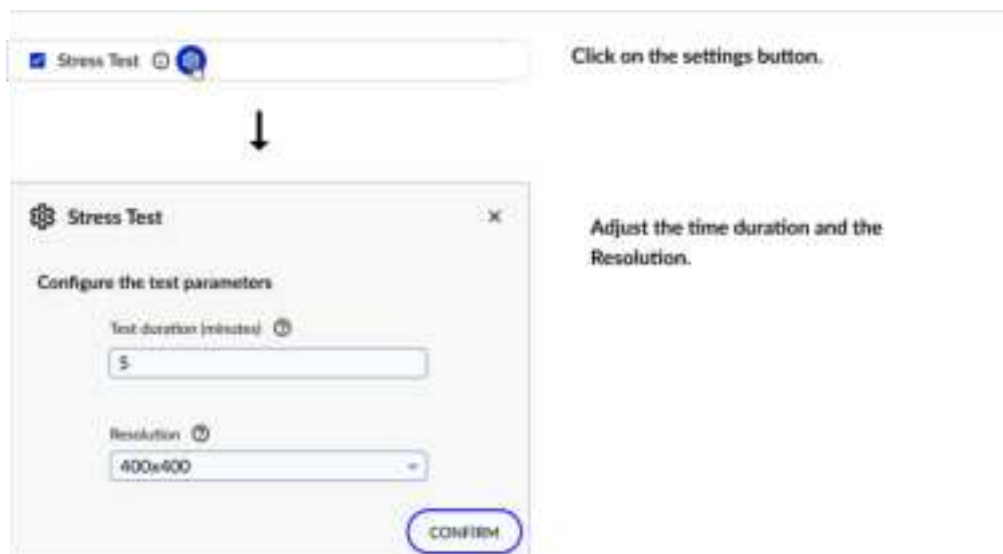 Stress Test
Click on the settings button.
Stress Test
Adjust the time duration and the
Resolution.
Configure the test parameters
Test duration (minutes)
5
Resolution
400x400
CONFIRM